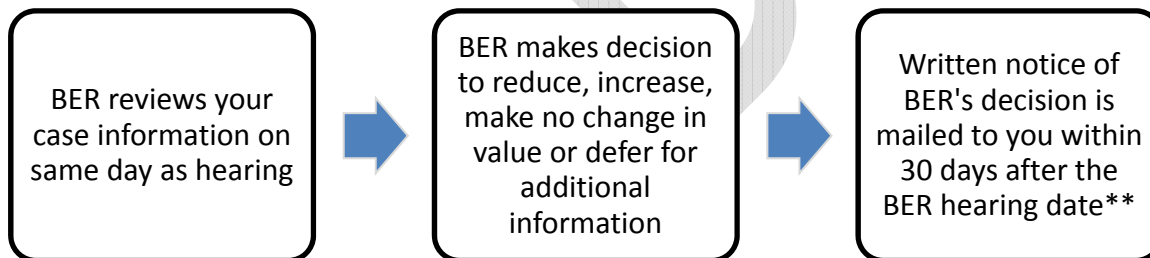 BER reviews your
case information on
same day as hearing
BER makes decision
to reduce, increase,
make no change in
value or defer for
additional
information
Written notice of
BER's decision is
mailed to you within
30 days after the
BER hearing date**